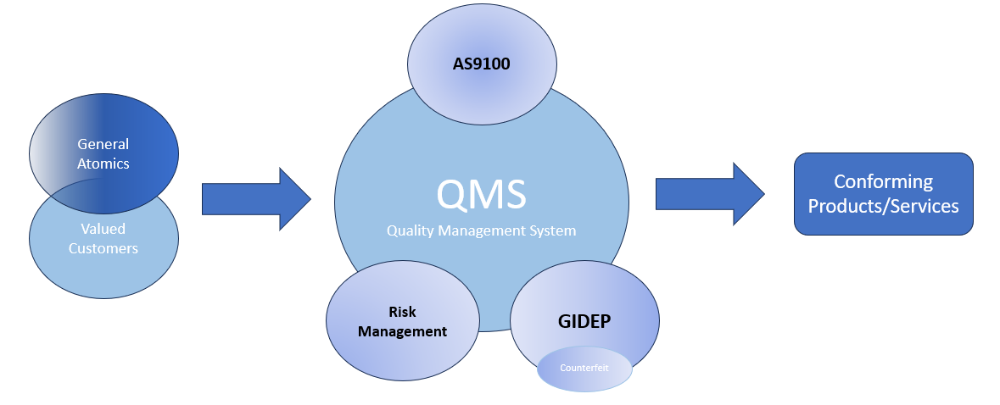 General
Atomics
Valued
Customers
AS9100
QMS
Quality Management System
Risk
Management
GIDEP
Counterfeit
Conforming
Products/Services